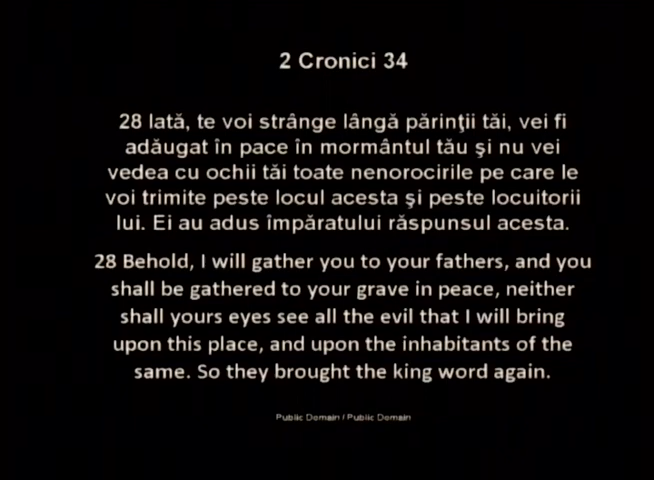 2 Cronici 34
28 Iată, te voi strânge lângă părinţii tăi, vei fi
adăugat în pace în mormântul tău şi nu vei
vedea cu ochii tăi toate nenorocirile pe care le
voi trimite peste locul acesta şi peste locuitorii
lui. Ei au adus împăratului răspunsul acesta.
28 Behold, I will gather you to your fathers, and you
shall be gathered to your grave in peace, neither
shall yours eyes see all the evil that I will bring
upon this place, and upon the inhabitants of the
same. So they brought the king word again.
Public Domain / Public Domain